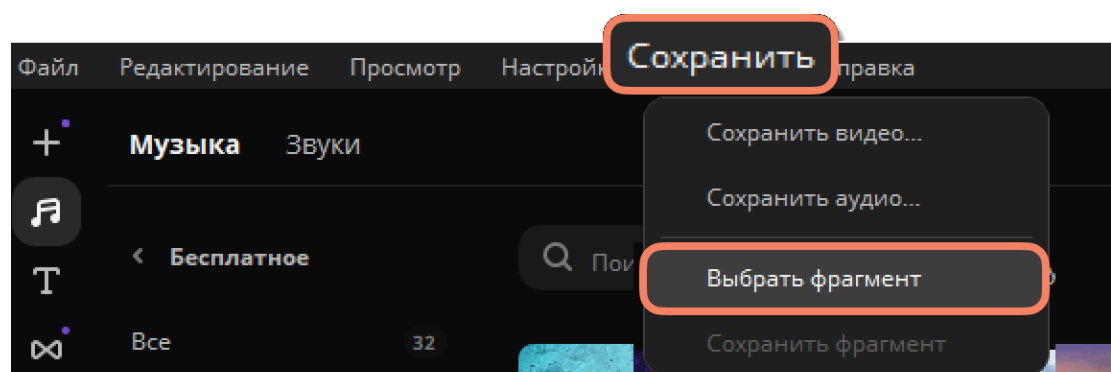 Файл Редактирование Просмотр Сохранить
Музыка Звуки
Сохранить видео...
Сохранить аудио...
Бесплатное
Выбрать фрагмент
Все 32
Сохранить фрагмент
T